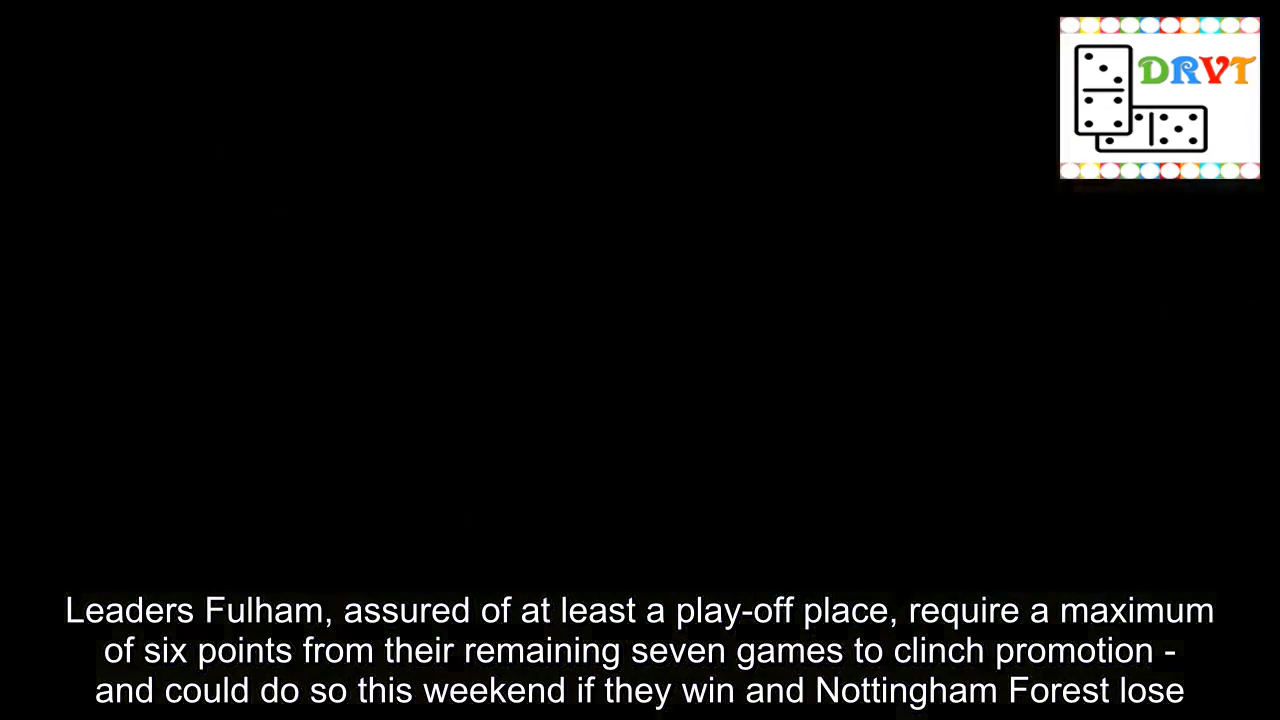 DRVT
Leaders Fulham, assured of at least a play-off place, require a maximum
of six points from their remaining seven games to clinch promotion -
and could do so this weekend if they win and Nottingham Forest lose